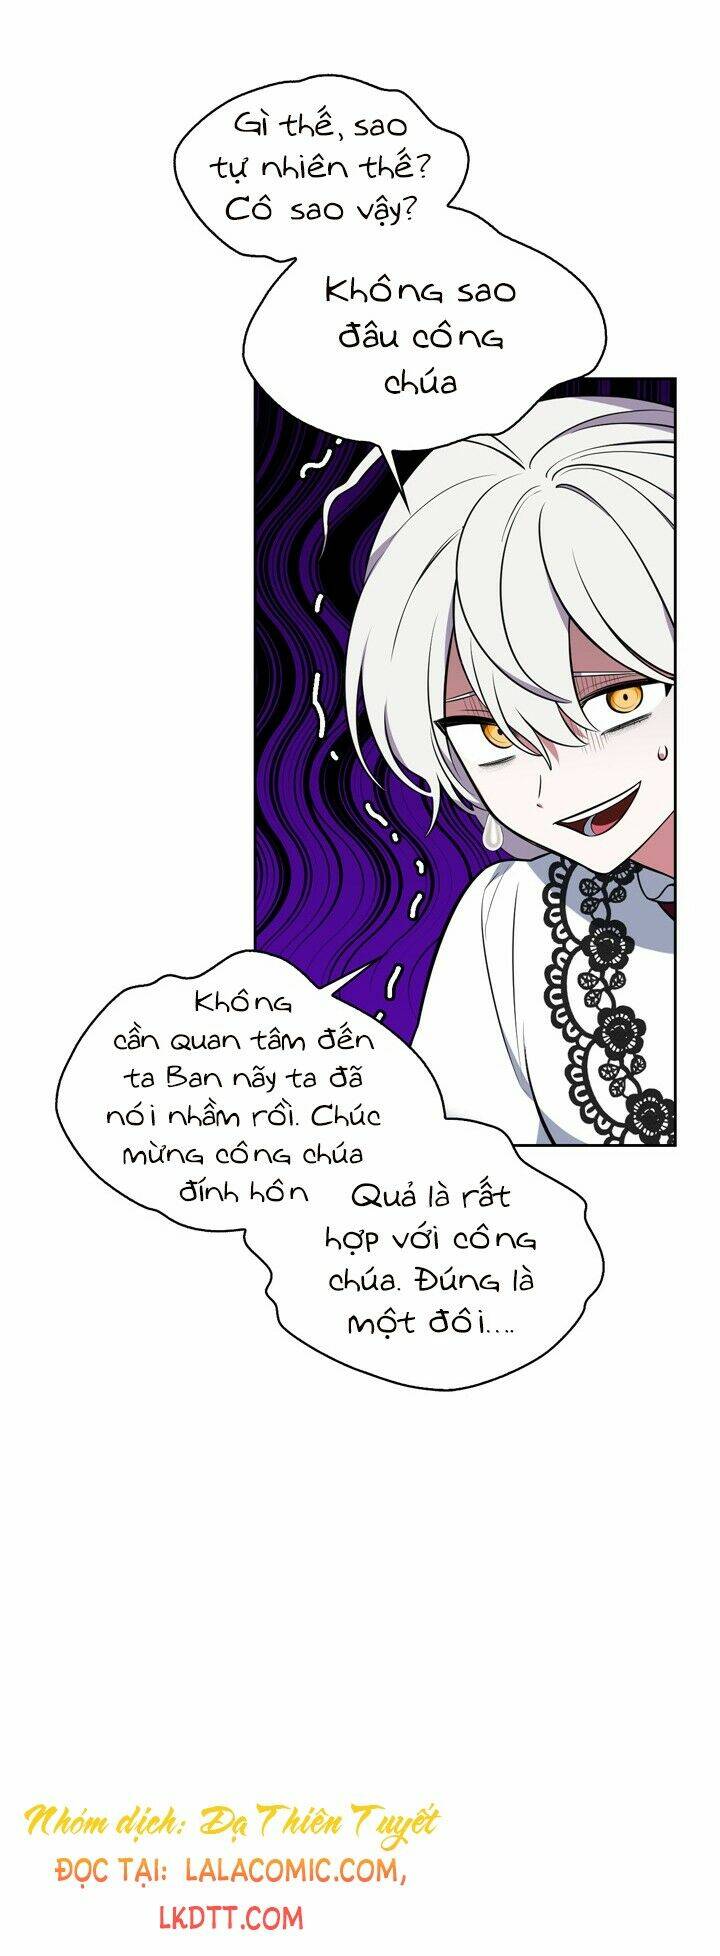 Gì thế, sao
tự nhiên thế?
Cô sao vậy?
Không sao
đâu công
chúa
Không
cần quan tâm đến
ta Ban nãy ta đã
nói nhầm rồi. Chúc
mừng công chúa
đính hôn
Quả là rất
hợp với công
chúa. Đúng là
một đôi....
Nhóm dịch: Dạ Thiên Tuyết
ĐỌC TẠI: LALACOMIC.COM,
LKDTT.COM